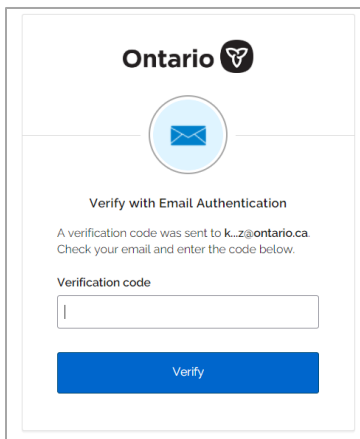 Ontario
Verify with Email Authentication
A verification code was sent to k...z@ontario.ca.
Check your email and enter the code below.
Verification code
Verify